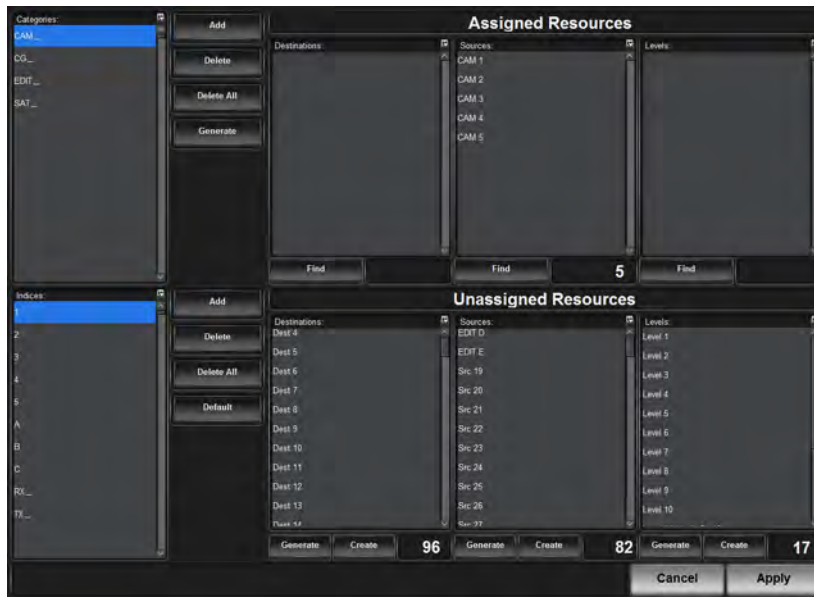 Categories:
CAM_
CG_
EDIT_
SAT_
Add
Delete
Delete All
Generate
Assigned Resources
Destinations:
Sources:
CAM 1
CAM 2
CAM 3
CAM 4
CAM 5
Levels:
Find
Find
5
Find
Indices:
1
2
3
4
5
A
B
C
RX_
TX_
Add
Delete
Delete All
Default
Unassigned Resources
Destinations:
Dest 4
Dest 5
Dest 6
Dest 7
Dest 8
Dest 9
Dest 10
Dest 11
Dest 12
Dest 13
Dest 14
Sources:
EDIT D
EDIT E
Src 19
Src 20
Src 21
Src 22
Src 23
Src 24
Src 25
Src 26
Src 27
Levels:
Level 1
Level 2
Level 3
Level 4
Level 5
Level 6
Level 7
Level 8
Level 9
Level 10
Generate
Create
96
Generate
Create
82
Generate
Create
17
Cancel
Apply